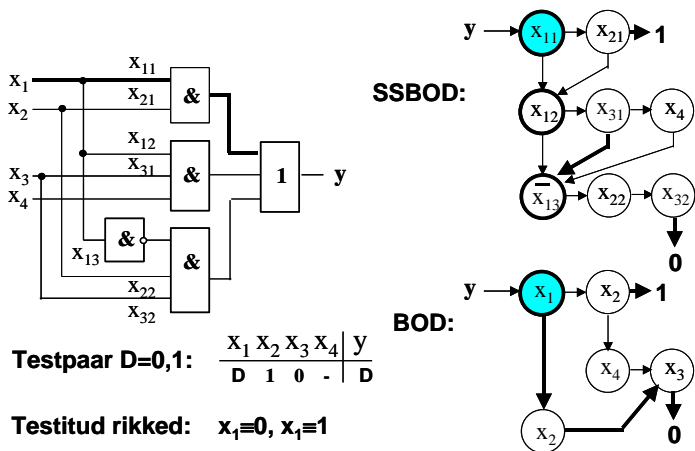 x₁
x₂
x₃
x₄
x₁₁
x₂₁
x₁₂
x₃₁
x₁₃
x₂₂
x₃₂
&
&
&
&
1
y
SSBOD:
y
x₁₁
x₂₁
1
x₁₂
x₃₁
x₄
x̅₁₃
x₂₂
x₃₂
0
BOD:
y
x₁
x₂
1
x₄
x₃
x₂
0
Testpaar D=0,1:
x₁ x₂ x₃ x₄ | y
D 1 0 - | D
Testitud rikked: x₁≡0, x₁≡1